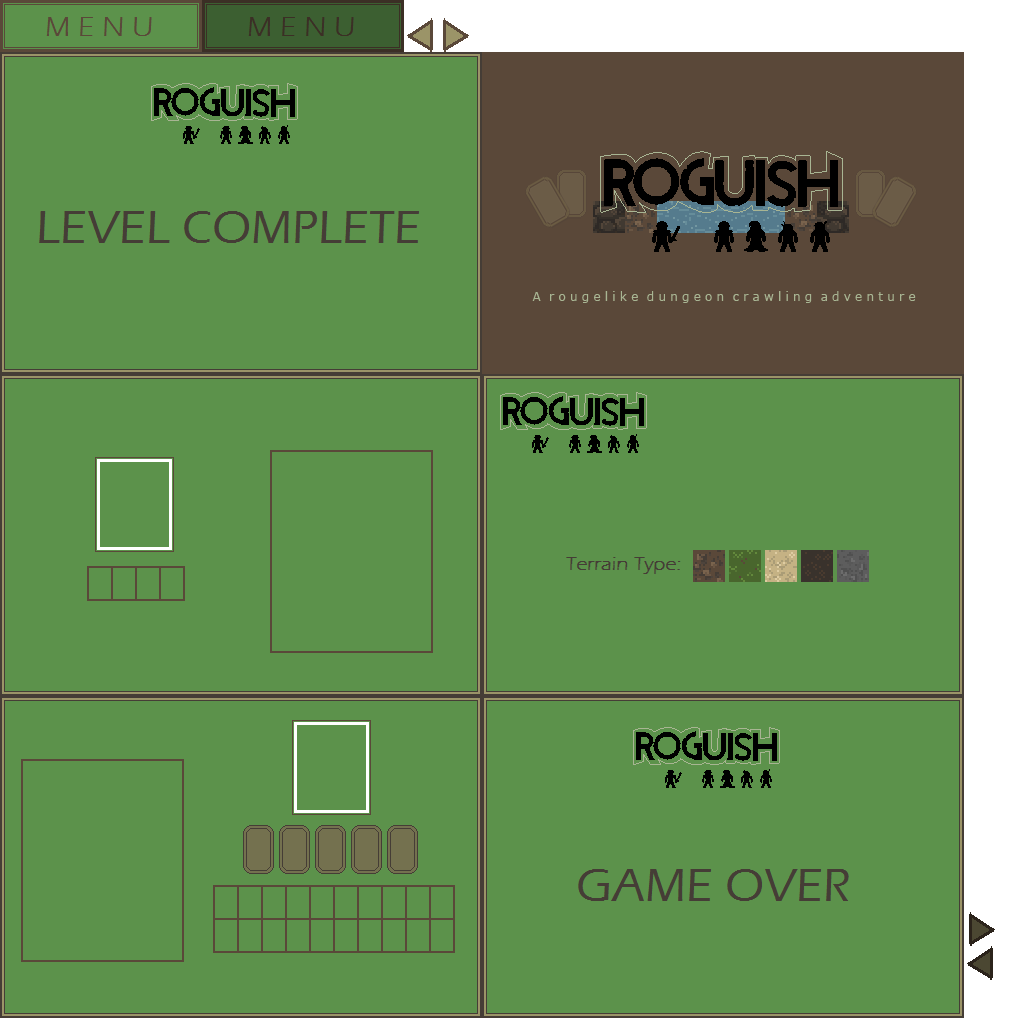 MENU
MENU
ROGUISH
LEVEL COMPLETE
ROGUISH
A rougelike dungeon crawling adventure
ROGUISH
Terrain Type:
ROGUISH
GAME OVER